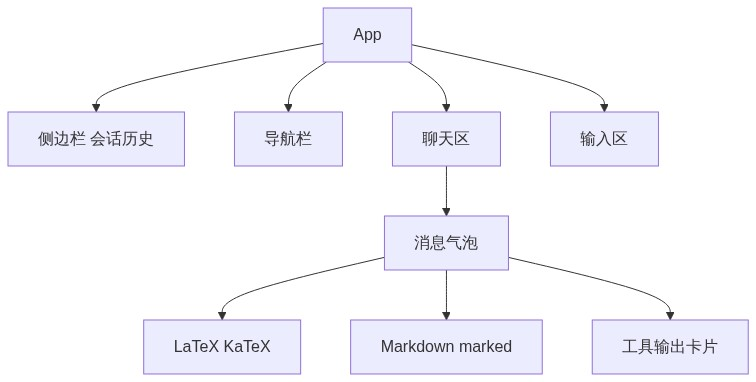 App
侧边栏 会话历史
导航栏
聊天区
输入区
消息气泡
LaTeX KaTeX
Markdown marked
工具输出卡片